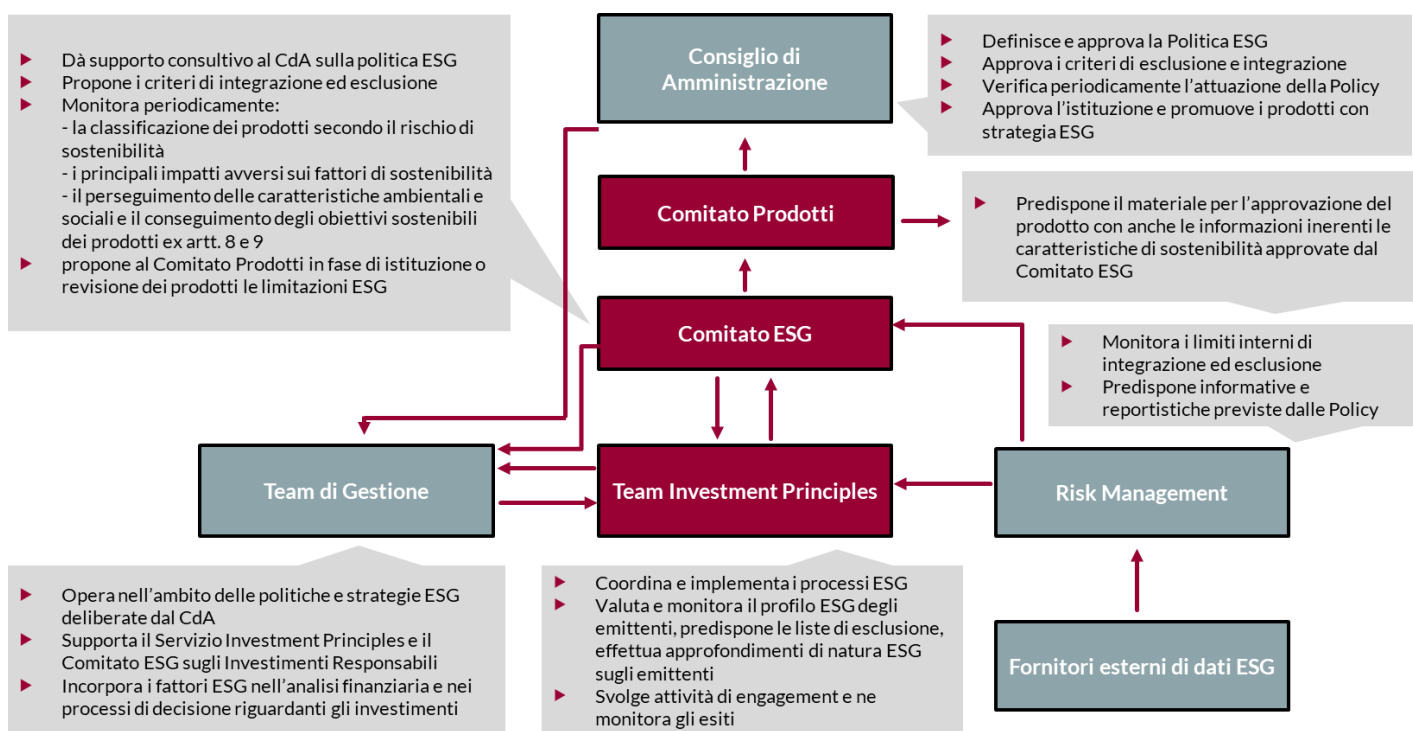 Dà supporto consultivo al CdA sulla politica ESG
Propone i criteri di integrazione ed esclusione
Monitora periodicamente:
- la classificazione dei prodotti secondo il rischio di
sostenibilità
- i principali impatti avversi sui fattori di sostenibilità
- il perseguimento delle caratteristiche ambientali e
sociali e il conseguimento degli obiettivi sostenibili
dei prodotti ex artt. 8 e 9
propone al Comitato Prodotti in fase di istituzione o
revisione dei prodotti le limitazioni ESG
Consiglio di
Amministrazione
Definisce e approva la Politica ESG
Approva i criteri di esclusione e integrazione
Verifica periodicamente l’attuazione della Policy
Approva l’istituzione e promuove i prodotti con
strategia ESG
Comitato Prodotti
Predispone il materiale per l’approvazione del
prodotto con anche le informazioni inerenti le
caratteristiche di sostenibilità approvate dal
Comitato ESG
Comitato ESG
Monitora i limiti interni di
integrazione ed esclusione
Predispone informative e
reportistiche previste dalle Policy
Team di Gestione
Team Investment Principles
Risk Management
Opera nell’ambito delle politiche e strategie ESG
deliberate dal CdA
Supporta il Servizio Investment Principles e il
Comitato ESG sugli Investimenti Responsabili
Incorpora i fattori ESG nell’analisi finanziaria e nei
processi di decisione riguardanti gli investimenti
Coordina e implementa i processi ESG
Valuta e monitora il profilo ESG degli
emittenti, predispone le liste di esclusione,
effettua approfondimenti di natura ESG
sugli emittenti
Svolge attività di engagement e ne
monitora gli esiti
Fornitori esterni di dati ESG